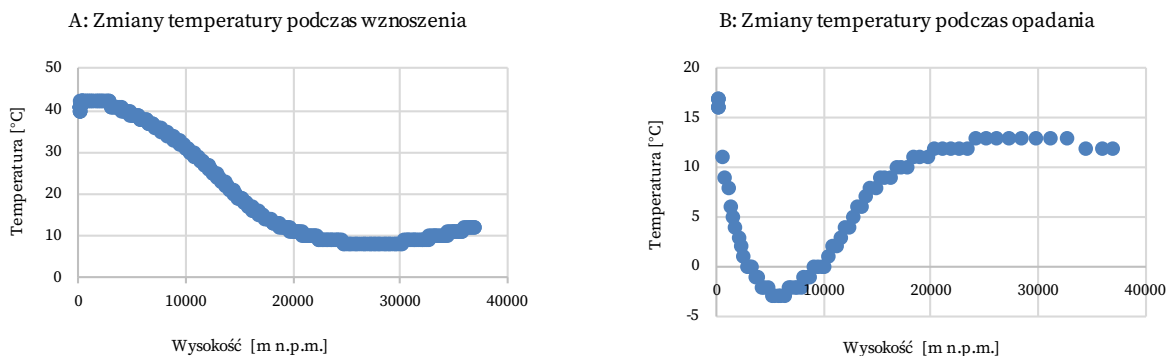 A: Zmiany temperatury podczas wznoszenia
Temperatura [°C]
50
40
30
20
10
0
0 10000 20000 30000 40000
Wysokość [m n.p.m.]
B: Zmiany temperatury podczas opadania
Temperatura [°C]
20
15
10
5
0
-5
0 10000 20000 30000 40000
Wysokość [m n.p.m.]